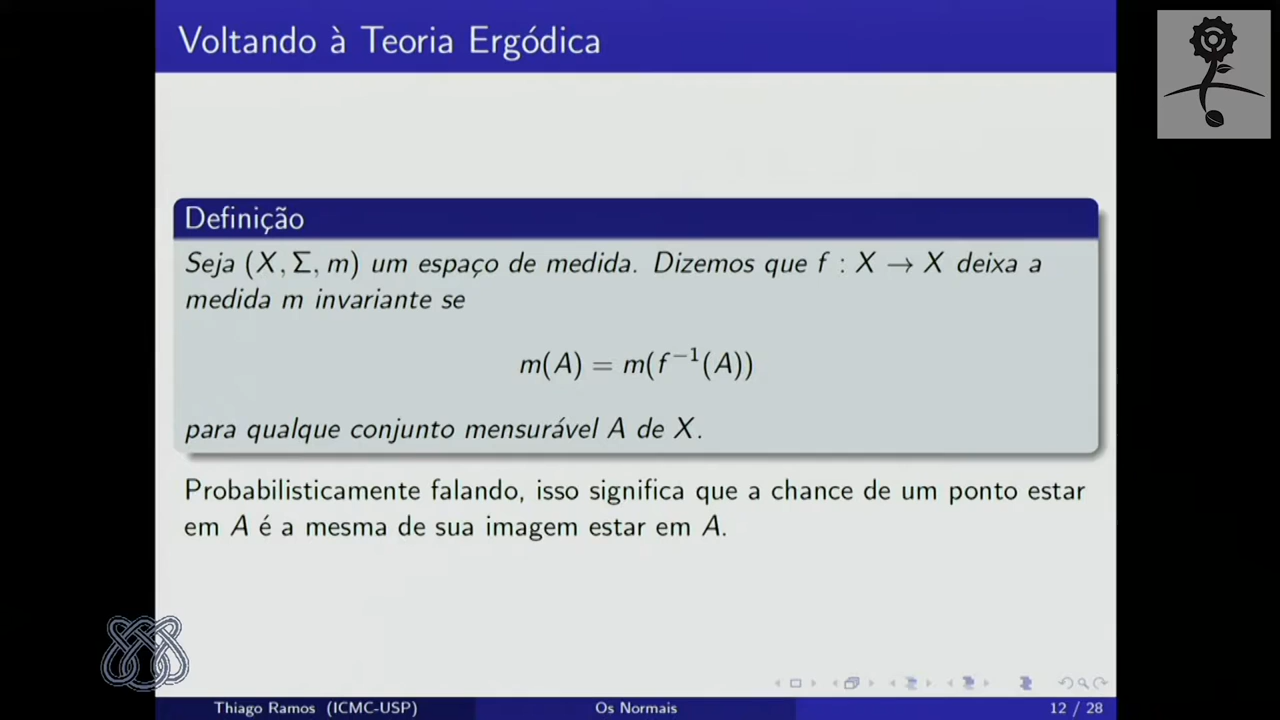 Voltando à Teoria Ergódica
Definição
Seja (X, Σ, m) um espaço de medida. Dizemos que f : X → X deixa a
medida m invariante se
m(A) = m(f⁻¹(A))
para qualque conjunto mensurável A de X.
Probabilisticamente falando, isso significa que a chance de um ponto estar
em A é a mesma de sua imagem estar em A.
Thiago Ramos (ICMC-USP) Os Normais 12 / 28